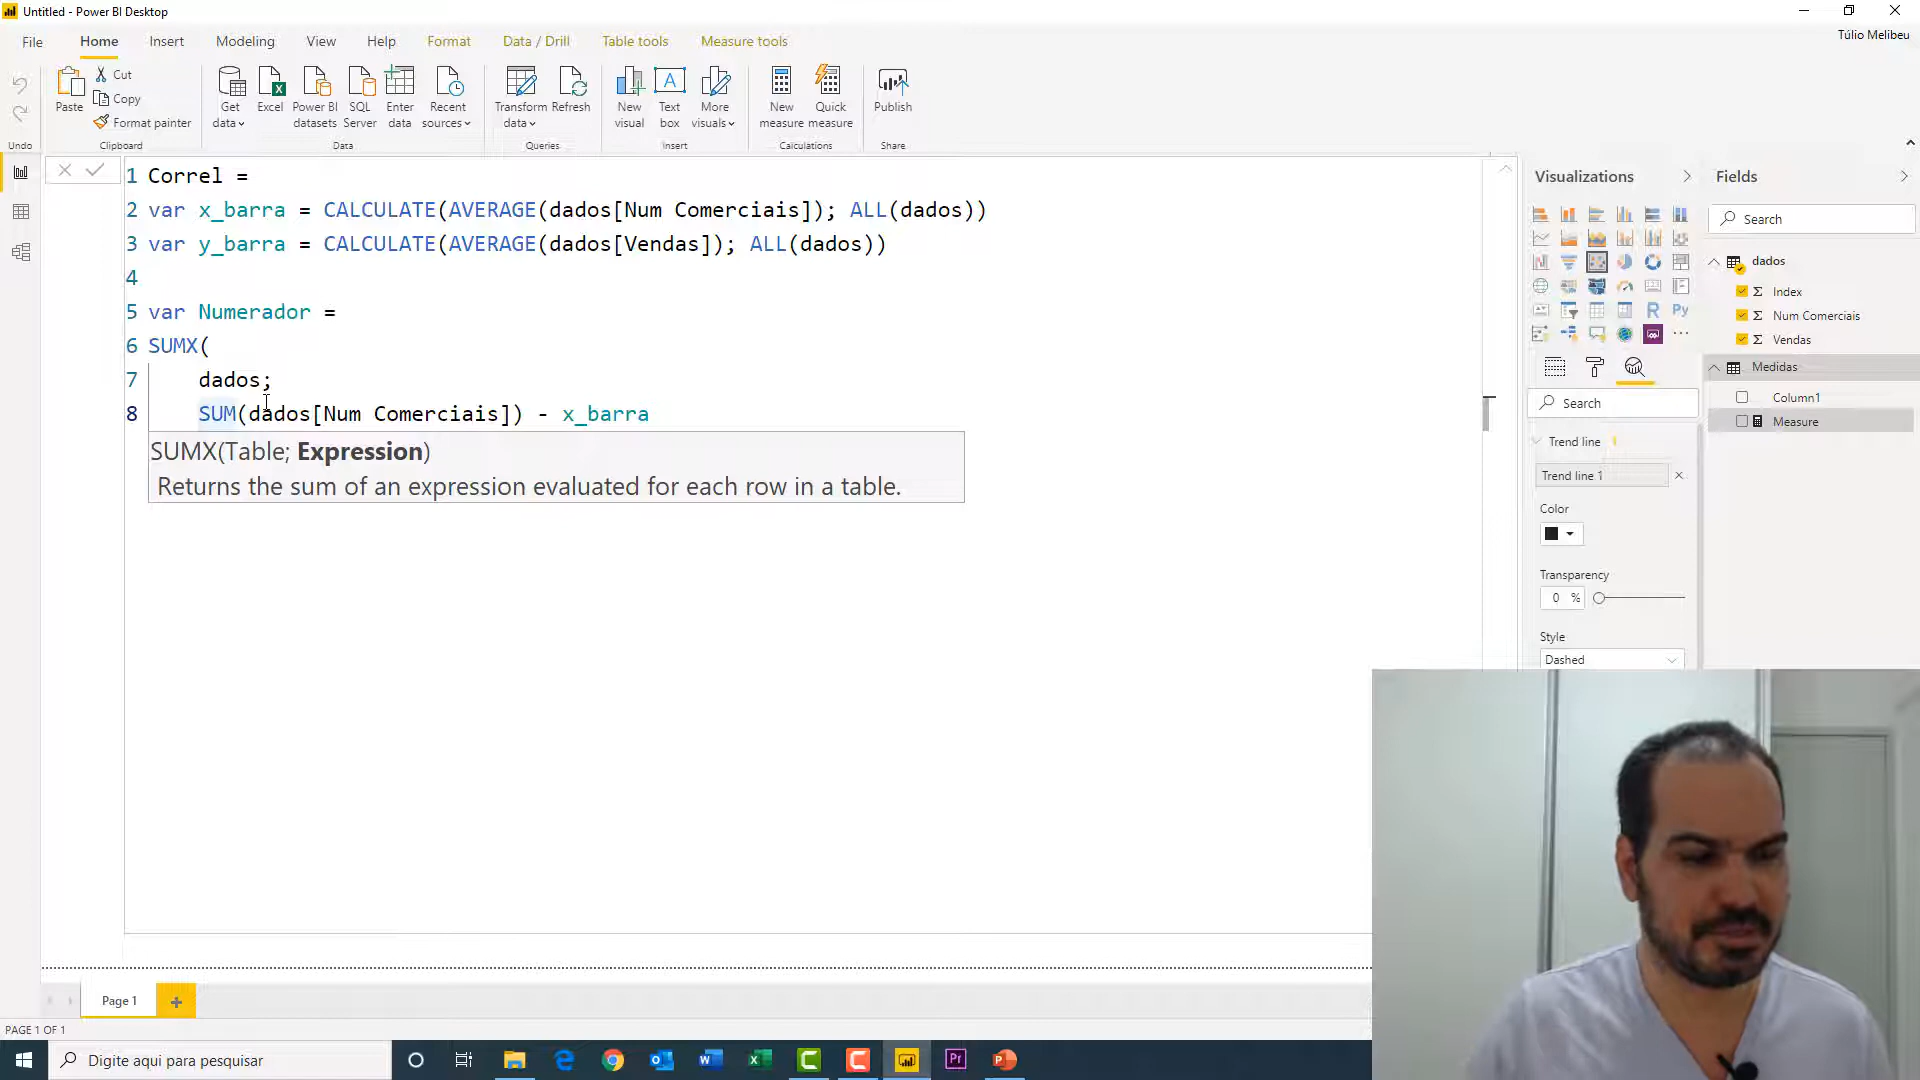 Untitled - Power BI Desktop
Túlio Melibeu
File Home Insert Modeling View Help Format Data / Drill Table tools Measure tools
Paste
Cut
Copy
Format painter
Get data
Excel
Power BI datasets
SQL Server
Enter data
Recent sources
Transform data
Refresh
New visual
Text box
More visuals
New measure
Quick measure
Publish
Undo Clipboard Data Queries Insert Calculations Share
1 Correl =
2 var x_barra = CALCULATE(AVERAGE(dados[Num Comerciais]); ALL(dados))
3 var y_barra = CALCULATE(AVERAGE(dados[Vendas]); ALL(dados))
4
5 var Numerador =
6 SUMX(
7 dados;
8 SUM(dados[Num Comerciais]) - x_barra
SUMX(Table; Expression)
Returns the sum of an expression evaluated for each row in a table.
Visualizations
R Py
Search
Trend line
Trend line 1
Color
Transparency
0 %
Style
Dashed
Fields
Search
dados
Index
Num Comerciais
Vendas
Medidas
Column1
Measure
Page 1
PAGE 1 OF 1
Digite aqui para pesquisar